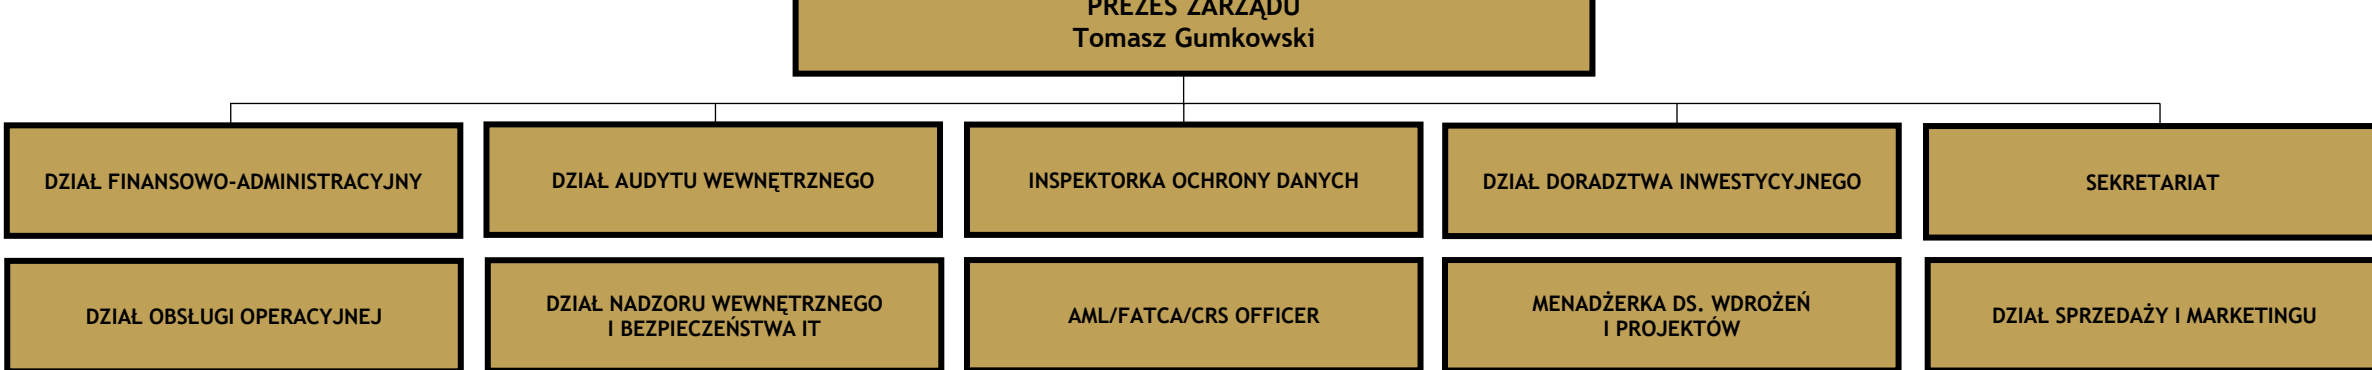 PREZES ZARZĄDU
Tomasz Gumkowski
DZIAŁ FINANSOWO-ADMINISTRACYJNY
DZIAŁ AUDYTU WEWNĘTRZNEGO
INSPEKTORKA OCHRONY DANYCH
DZIAŁ DORADZTWA INWESTYCYJNEGO
SEKRETARIAT
DZIAŁ OBSŁUGI OPERACYJNEJ
DZIAŁ NADZORU WEWNĘTRZNEGO
I BEZPIECZEŃSTWA IT
AML/FATCA/CRS OFFICER
MENADŻERKA DS. WDROŻEŃ
I PROJEKTÓW
DZIAŁ SPRZEDAŻY I MARKETINGU